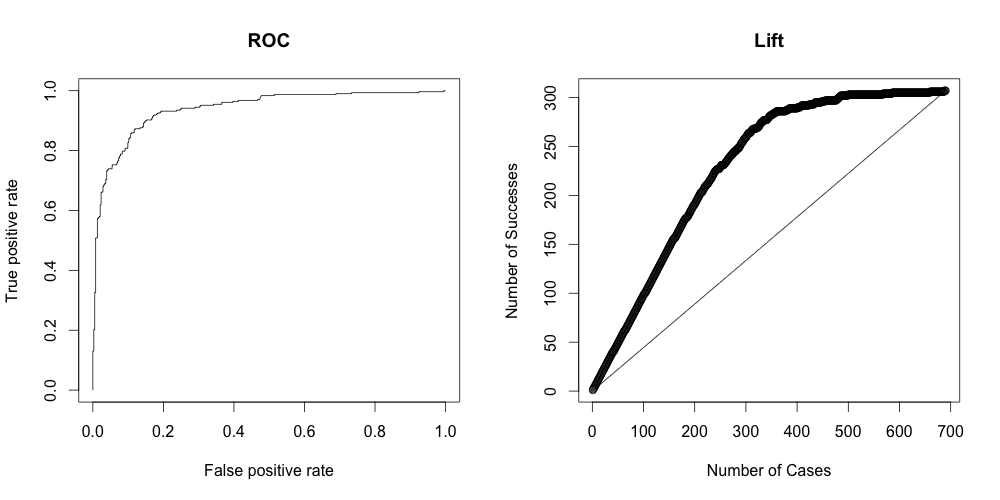 ROC
True positive rate
1.0
0.8
0.6
0.4
0.2
0.0
0.0 0.2 0.4 0.6 0.8 1.0
False positive rate
Lift
Number of Successes
300
250
200
150
100
50
0
0 100 200 300 400 500 600 700
Number of Cases